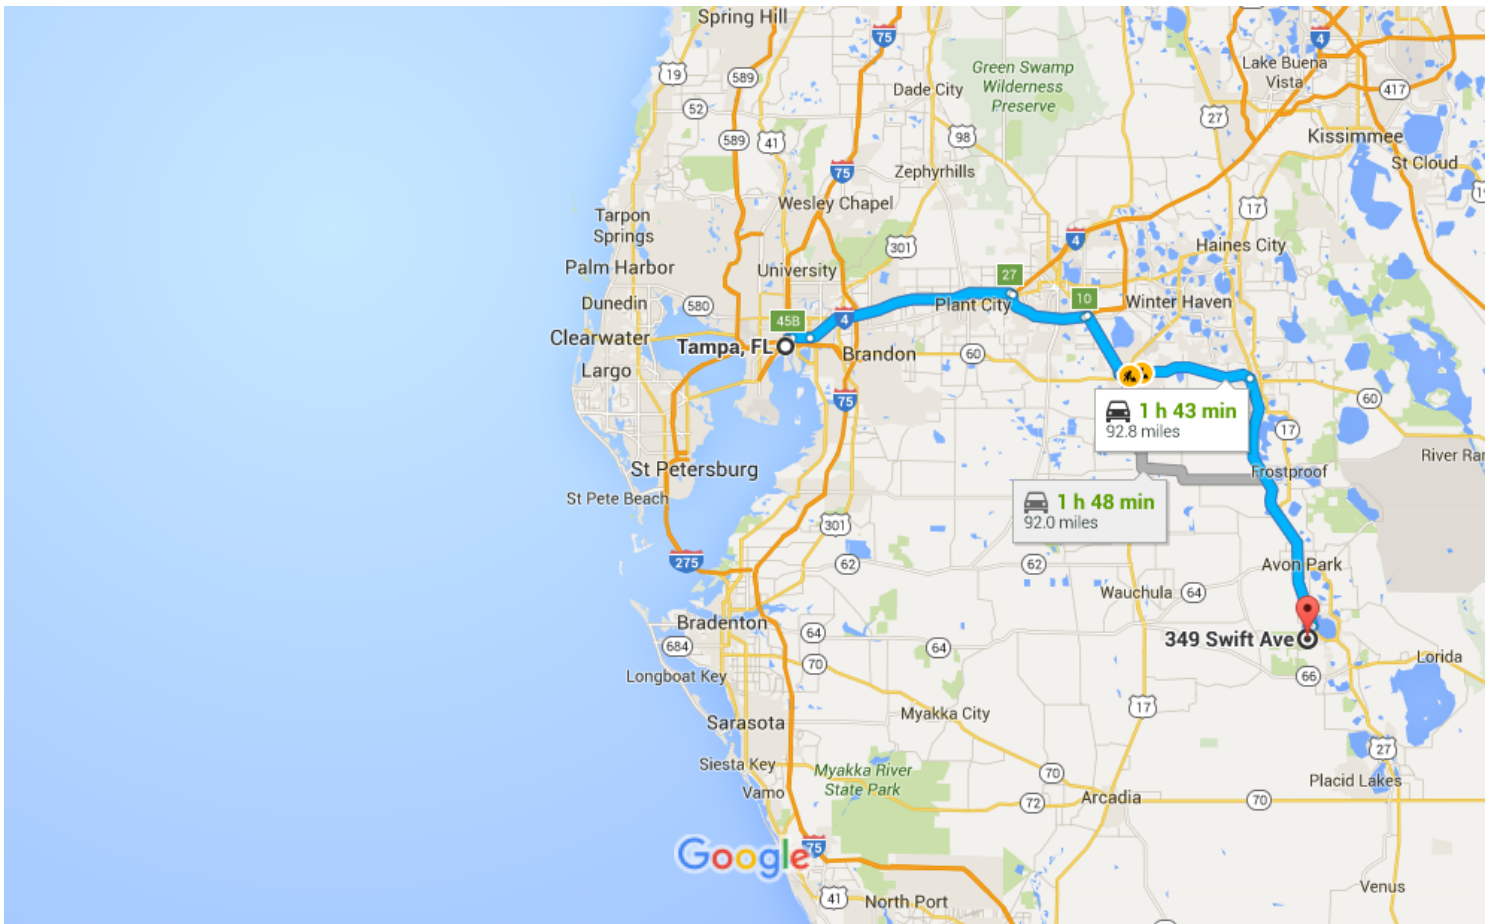 Spring Hill
75
4
Lake Buena
Vista
19
589
Green Swamp
Wilderness
Preserve
Dade City
417
52
27
98
Kissimmee
589
41
St Cloud
75
Zephyrhills
19
Wesley Chapel
17
Tarpon
Springs
301
4
Haines City
Palm Harbor
University
27
Dunedin
580
Plant City
10
Winter Haven
45B
4
Clearwater
Tampa, FL
Brandon
60
Largo
75
60
1 h 43 min
92.8 miles
17
River Ran
St Petersburg
Frostproof
St Pete Beach
1 h 48 min
92.0 miles
301
275
62
62
Avon Park
Wauchula
64
Bradenton
64
349 Swift Ave
684
64
Lorida
70
66
Longboat Key
17
Myakka City
Sarasota
27
Siesta Key
Myakka River
State Park
70
Placid Lakes
Vamo
72
Arcadia
70
Google
75
41
North Port
Venus